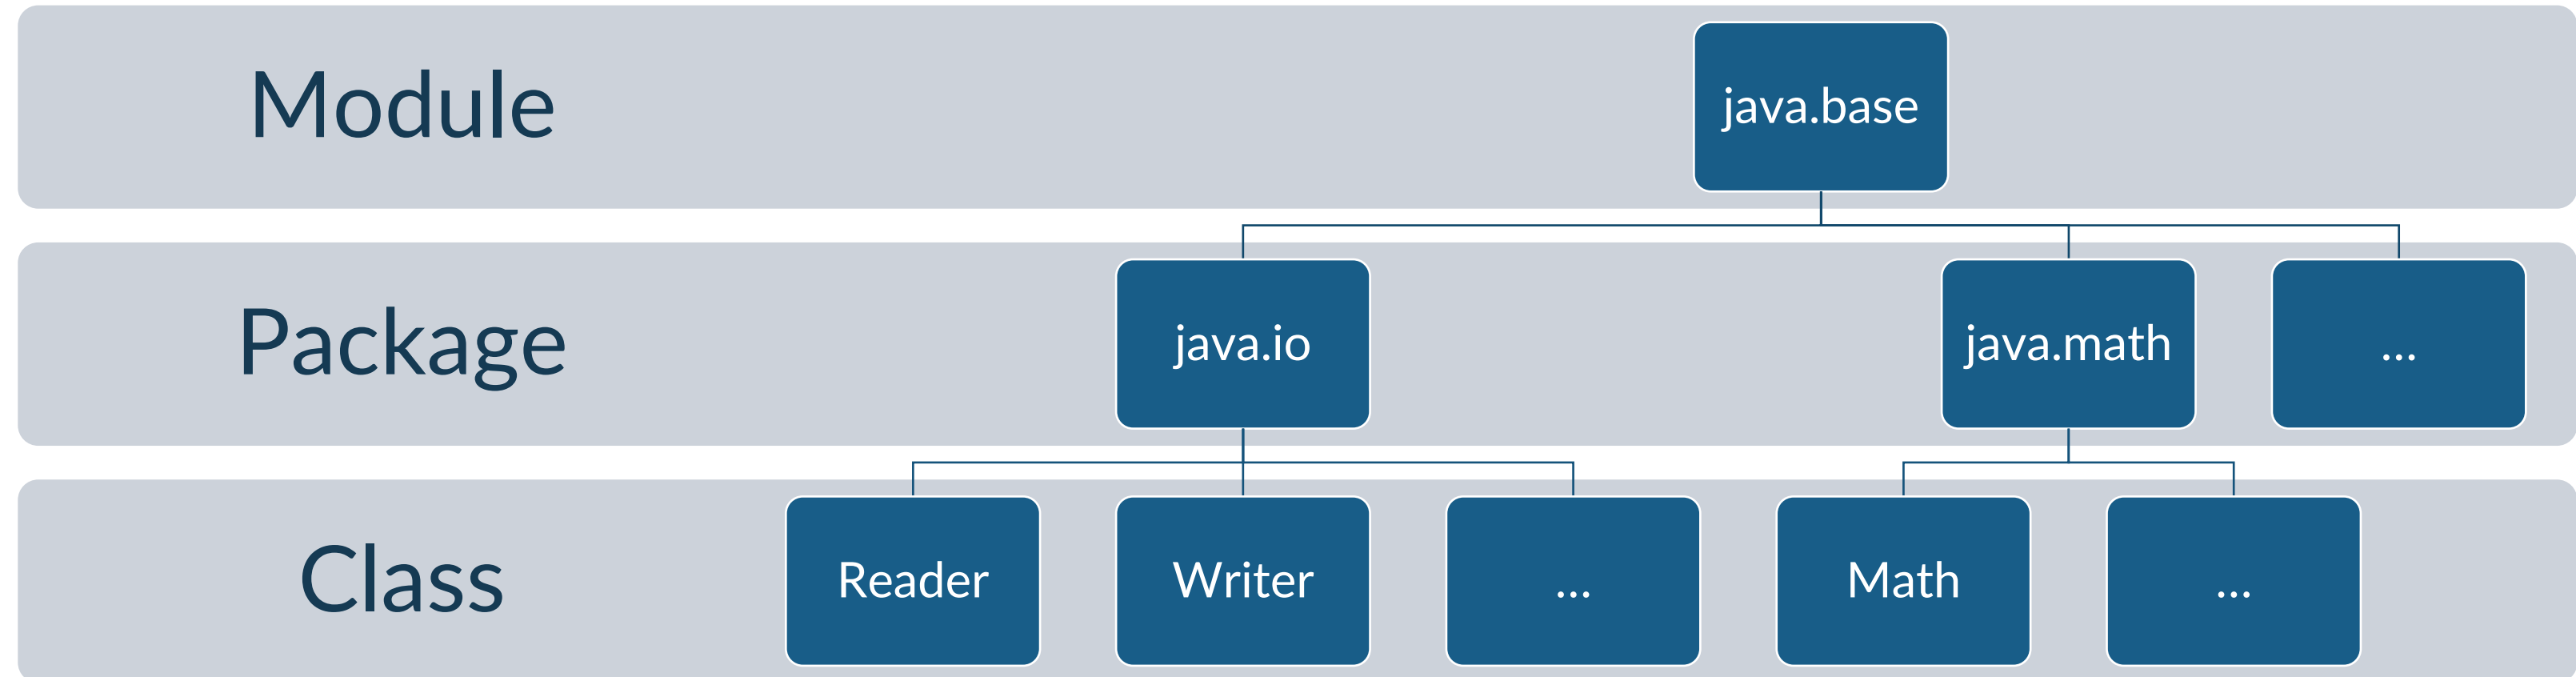 Module
java.base
Package
java.io
java.math
...
Class
Reader
Writer
...
Math
...